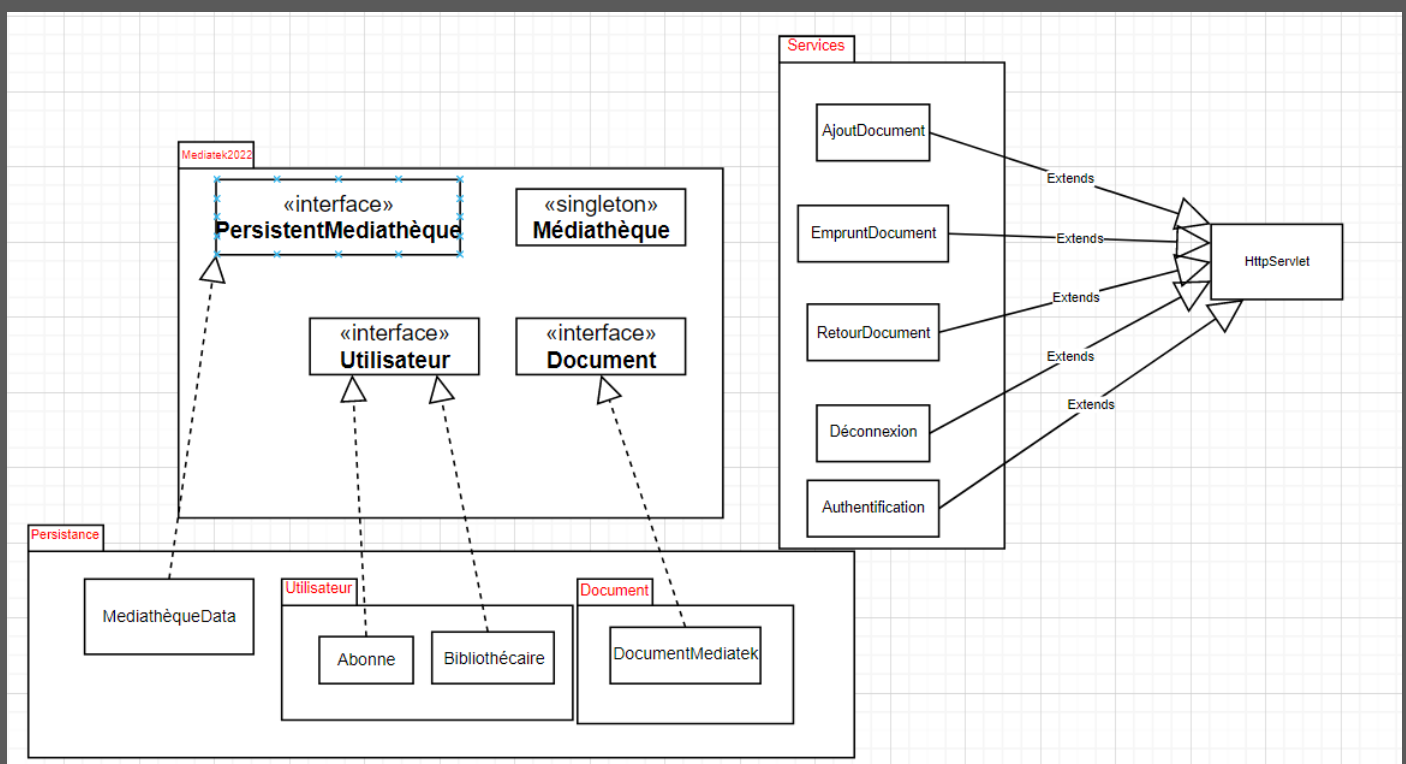 Services
AjoutDocument
Extends
EmpruntDocument
Extends
HttpServlet
RetourDocument
Extends
Déconnexion
Extends
Authentification
Extends
Mediatek2022
«interface»
PersistentMediathèque
«singleton»
Médiathèque
«interface»
Utilisateur
«interface»
Document
Persistance
MediathèqueData
Utilisateur
Abonne
Bibliothécaire
Document
DocumentMediatek